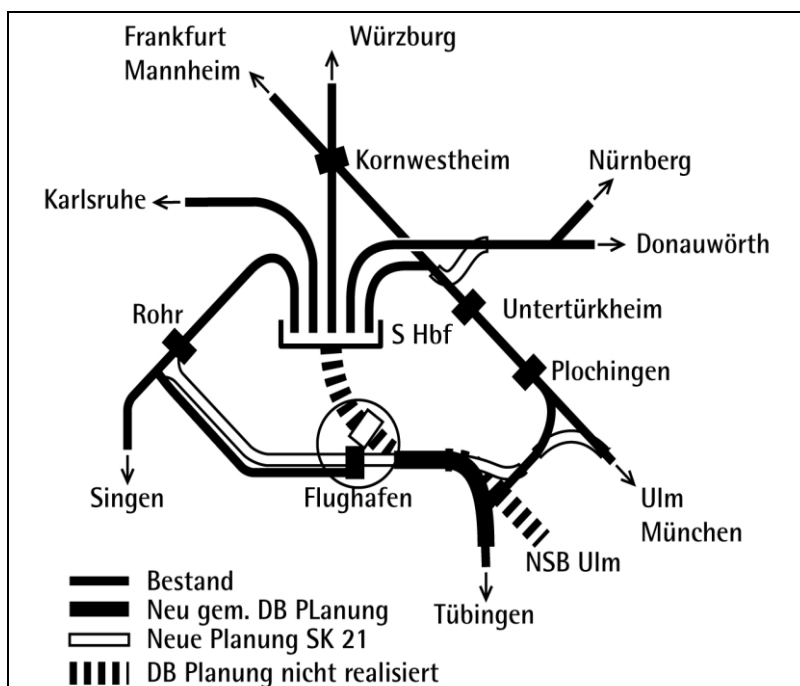 Frankfurt
Mannheim
Würzburg
Kornwestheim
Nürnberg
Karlsruhe
Donauwörth
Rohr
S Hbf
Untertürkheim
Plochingen
Singen
Flughafen
Ulm
München
NSB Ulm
Tübingen
Bestand
Neu gem. DB PLanung
Neue Planung SK 21
DB Planung nicht realisiert